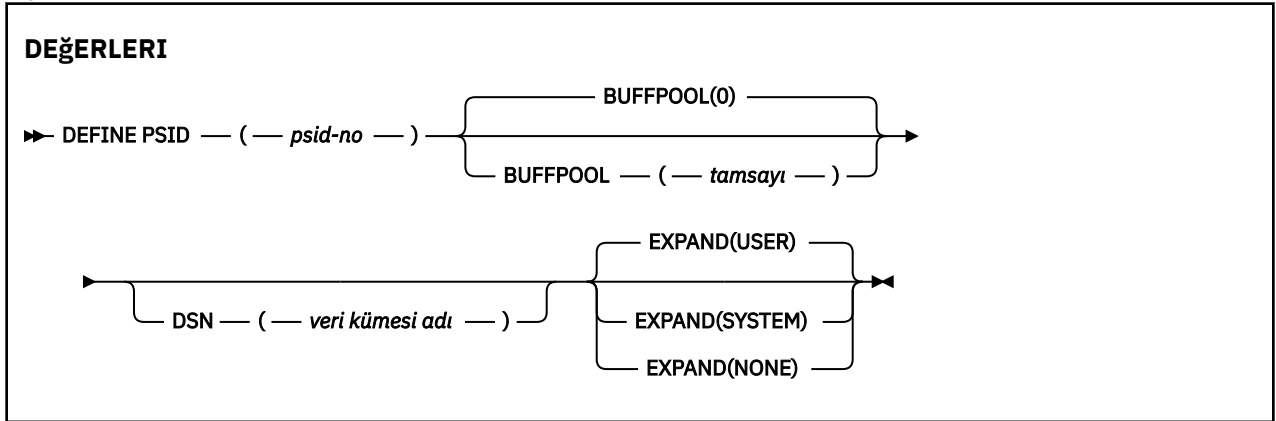 DEğERLERI
BUFFPOOL(0)
DEFINE PSID ( psid-no )
BUFFPOOL ( tamsayı )
EXPAND(USER)
DSN ( veri kümesi adı )
EXPAND(SYSTEM)
EXPAND(NONE)